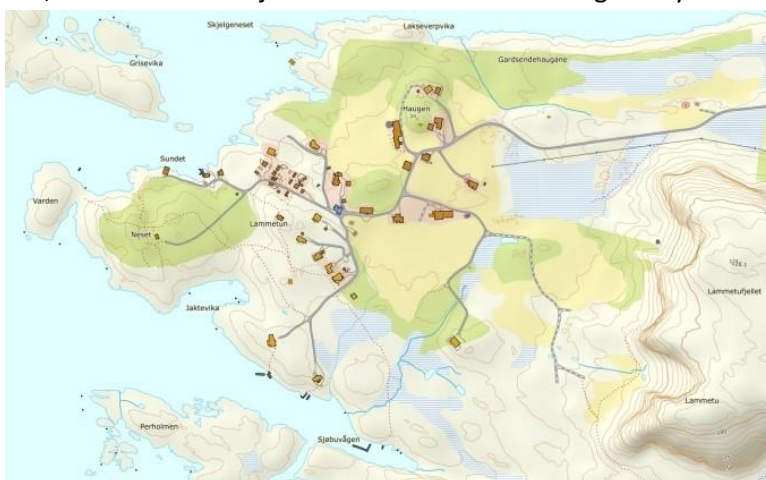 Skjelgeneset
Lakseverpvika
Grisevika
Gardsendehaugane
Haugen
Sundet
Varden
Lammetun
Neset
Lammetufjellet
Jaktevika
Lammetu
Perholmen
Sjøbuvågen